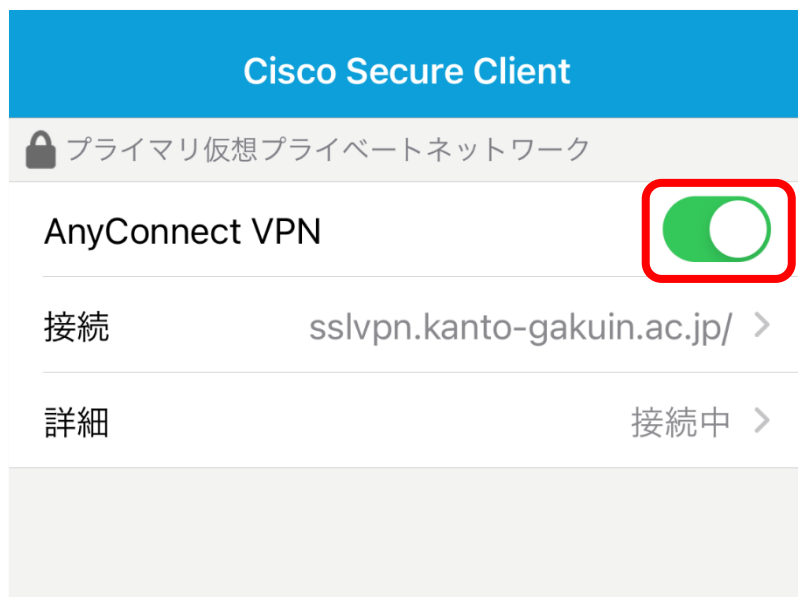 Cisco Secure Client
プライマリ仮想プライベートネットワーク
AnyConnect VPN
接続 sslvpn.kanto-gakuin.ac.jp/
詳細 接続中